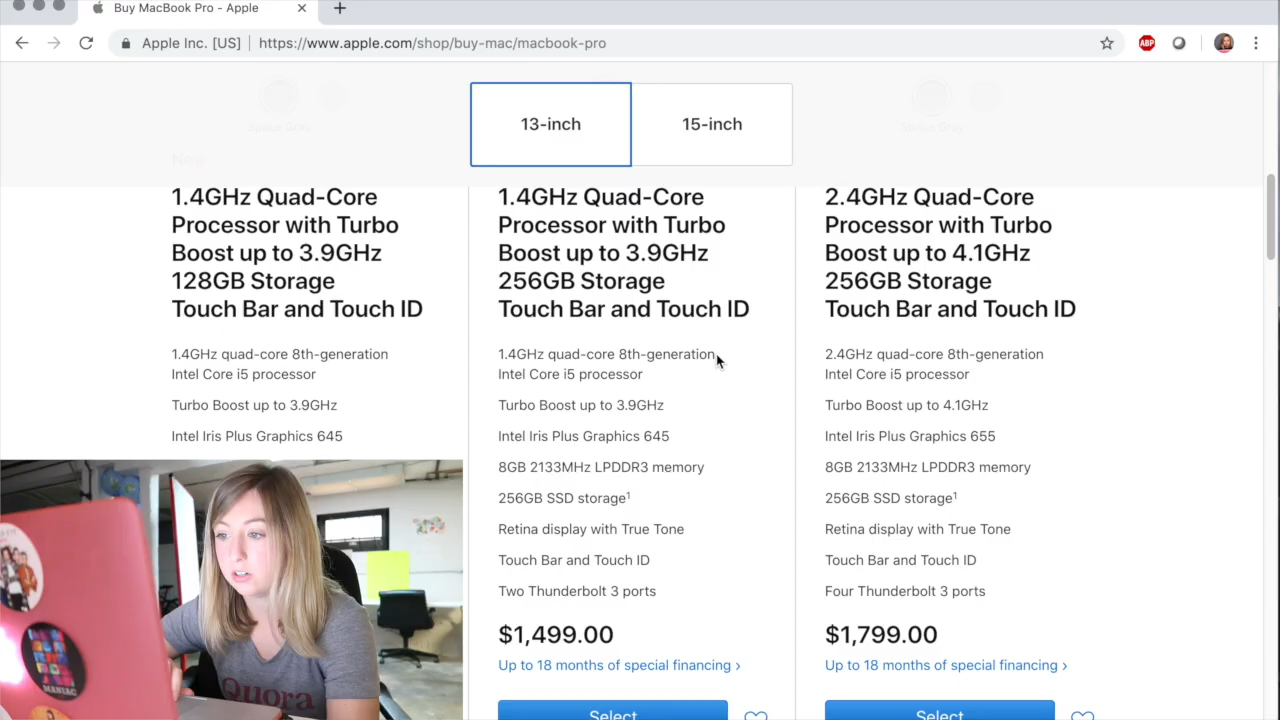 Buy MacBook Pro - Apple
Apple Inc. [US]
https://www.apple.com/shop/buy-mac/macbook-pro
ABP
13-inch
15-inch
Space Gray
Space Gray
New
1.4GHz Quad-Core
Processor with Turbo
Boost up to 3.9GHz
128GB Storage
Touch Bar and Touch ID
1.4GHz quad-core 8th-generation
Intel Core i5 processor
Turbo Boost up to 3.9GHz
Intel Iris Plus Graphics 645
1.4GHz Quad-Core
Processor with Turbo
Boost up to 3.9GHz
256GB Storage
Touch Bar and Touch ID
1.4GHz quad-core 8th-generation
Intel Core i5 processor
Turbo Boost up to 3.9GHz
Intel Iris Plus Graphics 645
8GB 2133MHz LPDDR3 memory
256GB SSD storage¹
Retina display with True Tone
Touch Bar and Touch ID
Two Thunderbolt 3 ports
$1,499.00
Up to 18 months of special financing ›
Select
2.4GHz Quad-Core
Processor with Turbo
Boost up to 4.1GHz
256GB Storage
Touch Bar and Touch ID
2.4GHz quad-core 8th-generation
Intel Core i5 processor
Turbo Boost up to 4.1GHz
Intel Iris Plus Graphics 655
8GB 2133MHz LPDDR3 memory
256GB SSD storage¹
Retina display with True Tone
Touch Bar and Touch ID
Four Thunderbolt 3 ports
$1,799.00
Up to 18 months of special financing ›
Select
MANIAC
Quora